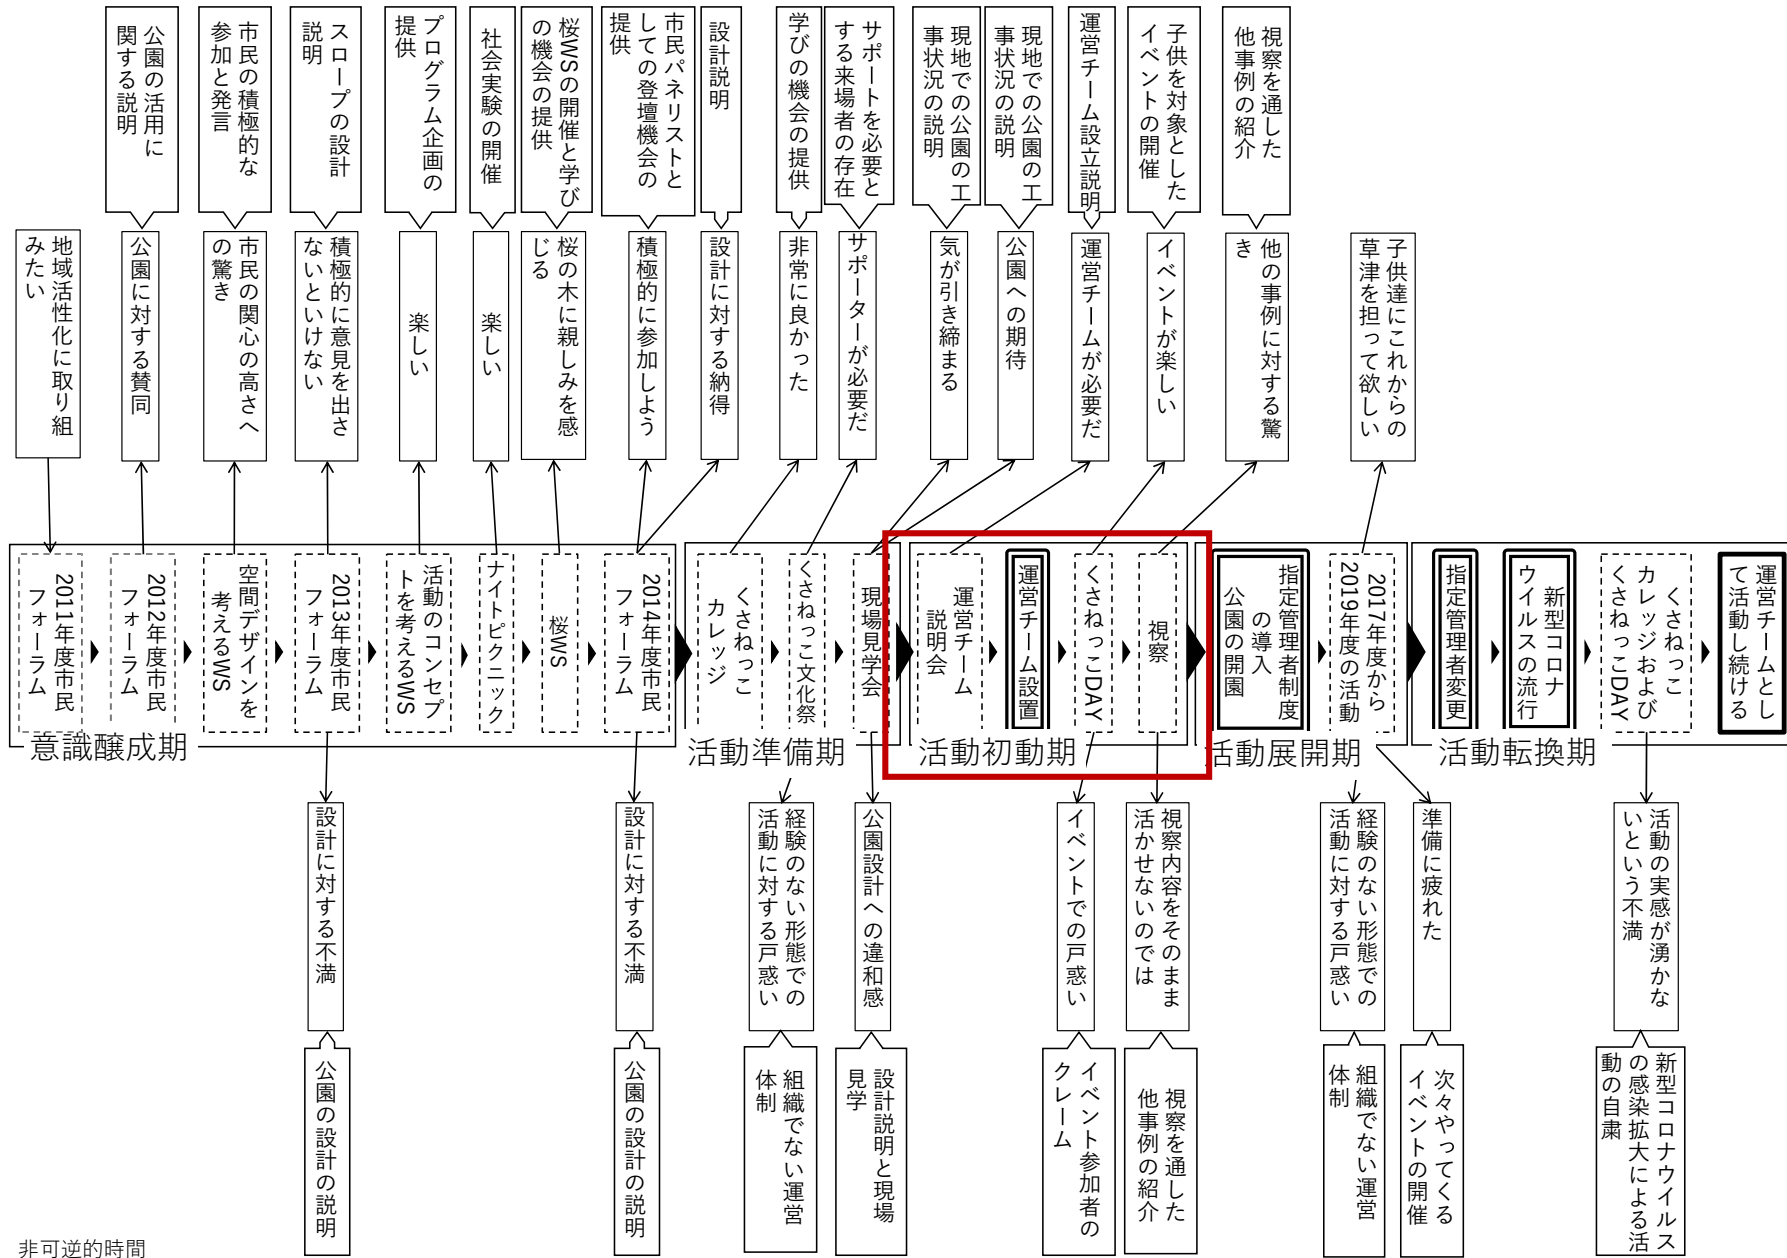 公園の活用に
関する説明
市民の積極的な
参加と発言
スロープの設計
説明
プログラム企画の
提供
社会実験の開催
桜WSの開催と学び
の機会の提供
市民パネリストと
しての登壇機会の
提供
設計説明
学びの機会の提供
サポートを必要と
する来場者の存在
現地での公園の工
事状況の説明
現地での公園の工
事状況の説明
運営チーム設立説明
子供を対象とした
イベントの開催
視察を通した
他事例の紹介
地域活性化に取り組
みたい
公園に対する賛同
市民の関心の高さへ
の驚き
積極的に意見を出さ
ないといけない
楽しい
楽しい
桜の木に親しみを感
じる
積極的に参加しよう
設計に対する納得
非常に良かった
サポーターが必要だ
気が引き締まる
公園への期待
運営チームが必要だ
イベントが楽しい
他の事例に対する驚
き
子供達にこれからの
草津を担って欲しい
2011年度市民
フォーラム
2012年度市民
フォーラム
空間デザインを
考えるWS
2013年度市民
フォーラム
活動のコンセプ
トを考えるWS
ナイトピクニック
桜WS
2014年度市民
フォーラム
くさねっこ
カレッジ
くさねっこ文化祭
現場見学会
運営チーム
説明会
運営チーム設置
くさねっこDAY
視察
指定管理者制度
の導入
公園の開園
2017年度から
2019年度の活動
指定管理者変更
新型コロナ
ウイルスの流行
くさねっこ
カレッジおよび
くさねっこDAY
運営チームとし
て活動し続ける
意識醸成期
活動準備期
活動初動期
活動展開期
活動転換期
設計に対する不満
設計に対する不満
経験のない形態での
活動に対する戸惑い
公園設計への違和感
イベントでの戸惑い
視察内容をそのまま
活かせないのでは
経験のない形態での
活動に対する戸惑い
準備に疲れた
活動の実感が湧かな
いという不満
公園の設計の説明
公園の設計の説明
組織でない運営
体制
設計説明と現場
見学
イベント参加者の
クレーム
視察を通した
他事例の紹介
組織でない運営
体制
次々やってくる
イベントの開催
新型コロナウイルス
の感染拡大による活
動の自粛
非可逆的時間